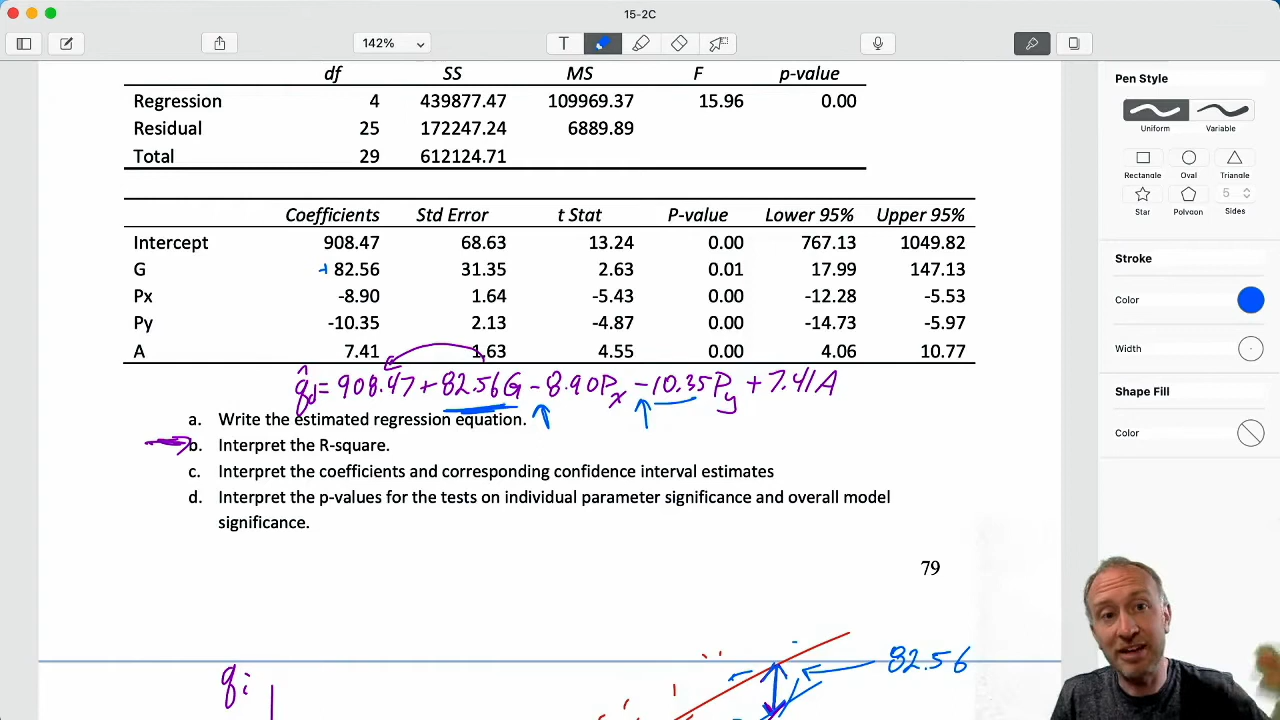 15-2C
142%
T
df SS MS F p-value
Regression 4 439877.47 109969.37 15.96 0.00
Residual 25 172247.24 6889.89
Total 29 612124.71
Coefficients Std Error t Stat P-value Lower 95% Upper 95%
Intercept 908.47 68.63 13.24 0.00 767.13 1049.82
G +82.56 31.35 2.63 0.01 17.99 147.13
Px -8.90 1.64 -5.43 0.00 -12.28 -5.53
Py -10.35 2.13 -4.87 0.00 -14.73 -5.97
A 7.41 1.63 4.55 0.00 4.06 10.77
q̂d = 908.47 + 82.56G - 8.90Px - 10.35Py + 7.41A
a. Write the estimated regression equation.
b. Interpret the R-square.
c. Interpret the coefficients and corresponding confidence interval estimates
d. Interpret the p-values for the tests on individual parameter significance and overall model
significance.
79
qi
82.56
Pen Style
Uniform Variable
Rectangle Oval Triangle
5
Star Polygon Sides
Stroke
Color
Width
Shape Fill
Color